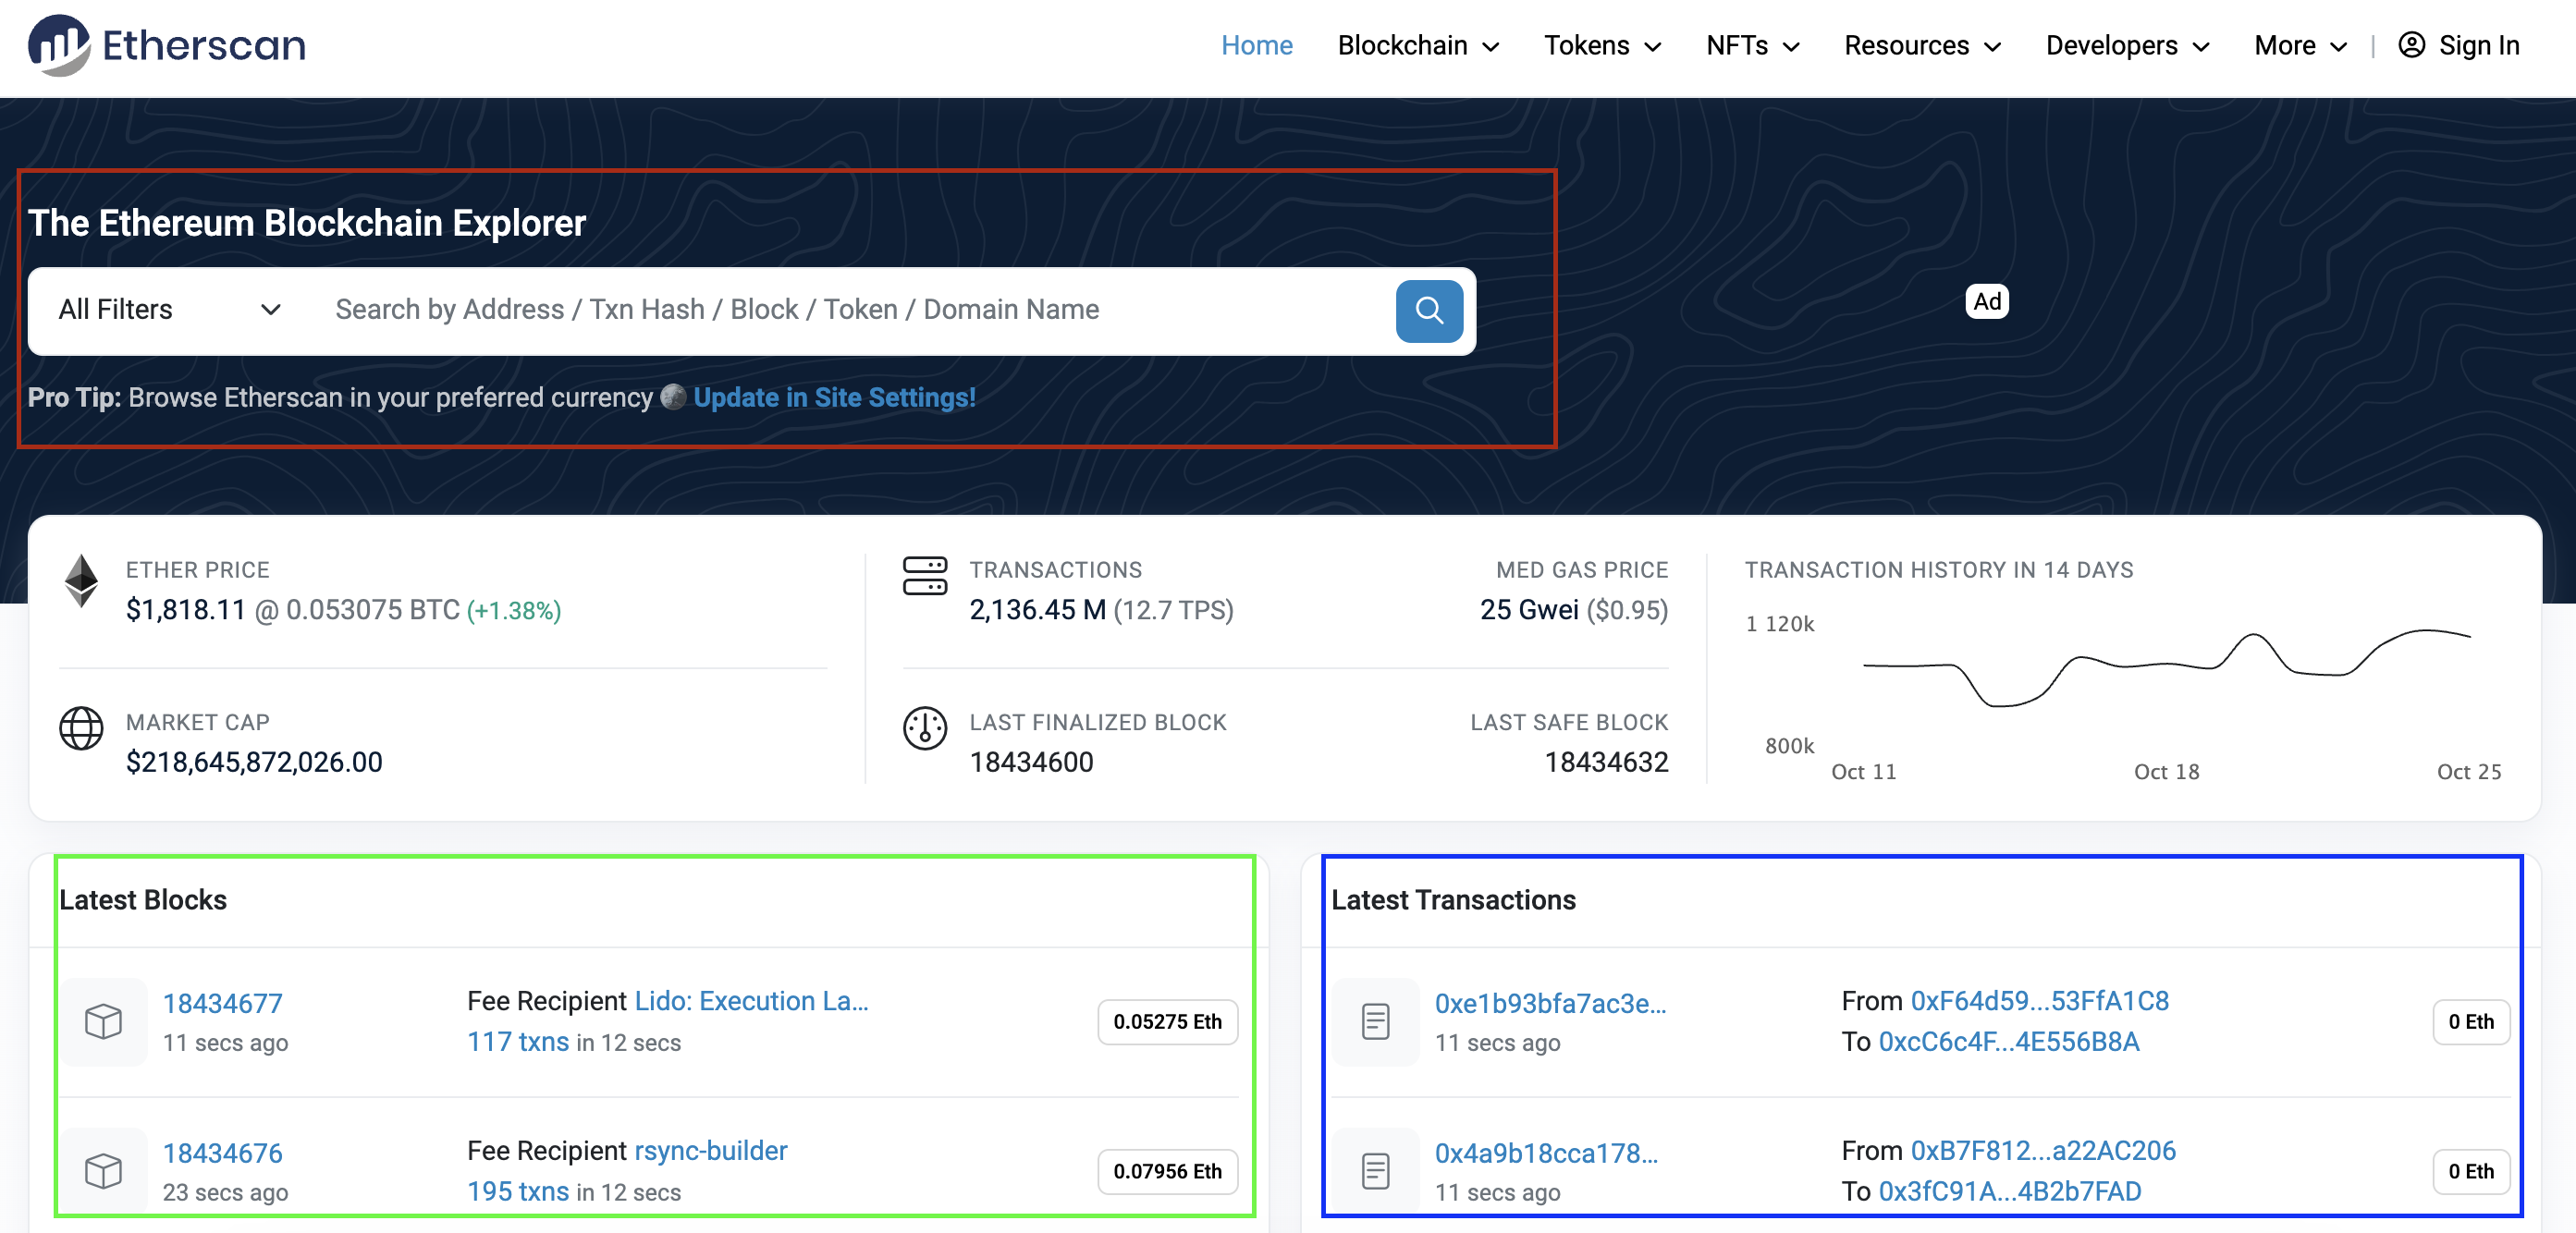 Etherscan
Home Blockchain Tokens NFTs Resources Developers More | Sign In
The Ethereum Blockchain Explorer
All Filters Search by Address / Txn Hash / Block / Token / Domain Name
Ad
Pro Tip: Browse Etherscan in your preferred currency Update in Site Settings!
ETHER PRICE
$1,818.11 @ 0.053075 BTC (+1.38%)
MARKET CAP
$218,645,872,026.00
TRANSACTIONS
2,136.45 M (12.7 TPS)
MED GAS PRICE
25 Gwei ($0.95)
LAST FINALIZED BLOCK
18434600
LAST SAFE BLOCK
18434632
TRANSACTION HISTORY IN 14 DAYS
1 120k
800k
Oct 11 Oct 18 Oct 25
Latest Blocks
18434677
11 secs ago
Fee Recipient Lido: Execution La...
117 txns in 12 secs
0.05275 Eth
18434676
23 secs ago
Fee Recipient rsync-builder
195 txns in 12 secs
0.07956 Eth
Latest Transactions
0xe1b93bfa7ac3e...
11 secs ago
From 0xF64d59...53FfA1C8
To 0xcC6c4F...4E556B8A
0 Eth
0x4a9b18cca178...
11 secs ago
From 0xB7F812...a22AC206
To 0x3fC91A...4B2b7FAD
0 Eth